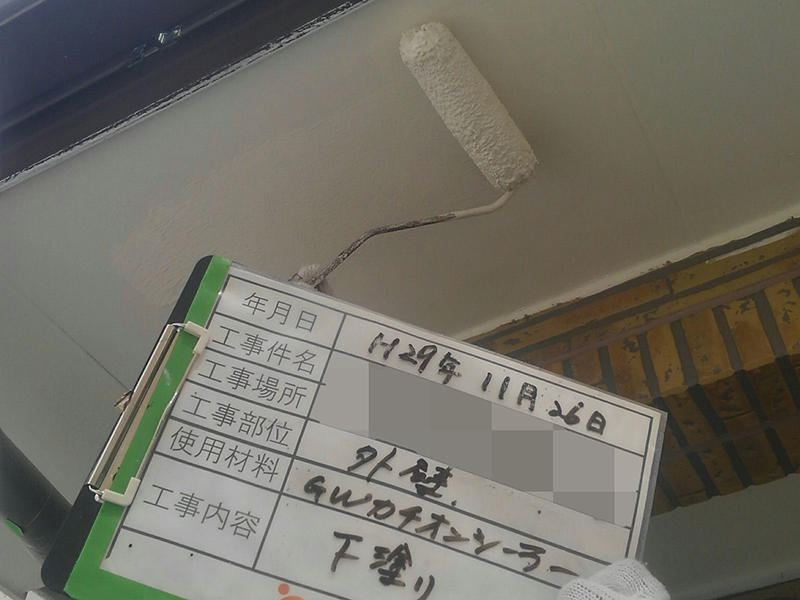 年月日 H29年 11月 26日
工事件名
工事場所
工事部位 外壁
使用材料 GWカチオンシーラー
工事内容 下塗り